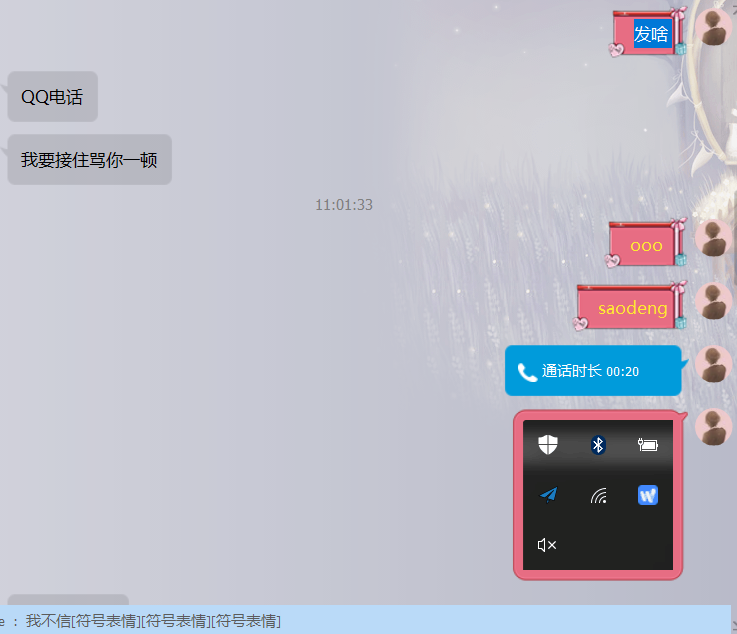 发啥
QQ电话
我要接住骂你一顿
11:01:33
ooo
saodeng
通话时长 00:20
W
e : 我不信[符号表情][符号表情][符号表情]